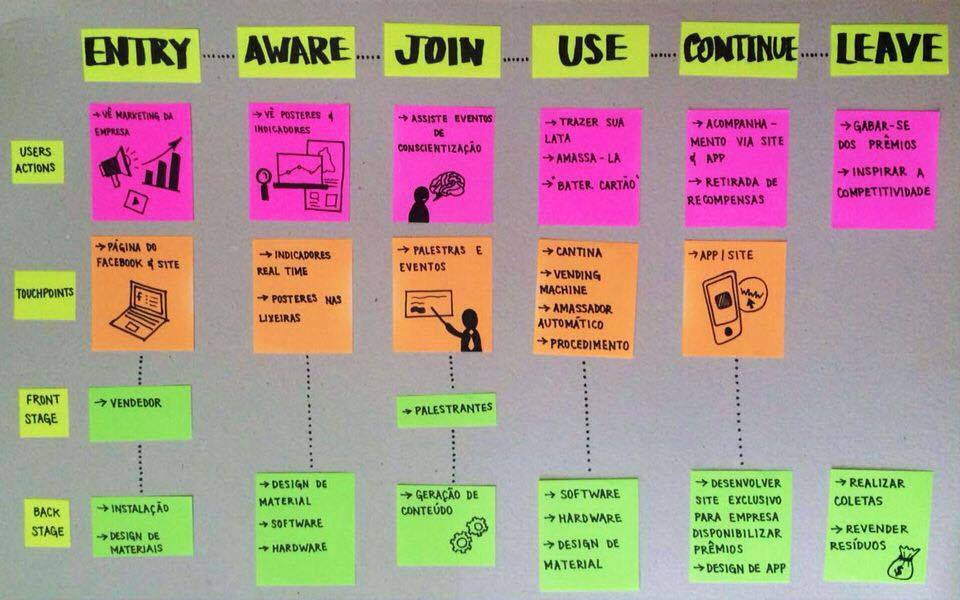 ENTRY
AWARE
JOIN
USE
CONTINUE
LEAVE
USERS
ACTIONS
→ VÊ MARKETING DA
EMPRESA
→ VÊ POSTERES &
INDICADORES
→ ASSISTE EVENTOS
DE
CONSCIENTIZAÇÃO
→ TRAZER SUA
LATA
→ AMASSA-LA
→ "BATER CARTÃO"
→ ACOMPANHA-
MENTO VIA SITE
& APP
→ RETIRADA DE
RECOMPENSAS
→ GABAR-SE
DOS PRÊMIOS
→ INSPIRAR A
COMPETITIVIDADE
TOUCHPOINTS
→ PÁGINA DO
FACEBOOK & SITE
f
→ INDICADORES
REAL TIME
→ POSTERES NAS
LIXEIRAS
→ PALESTRAS E
EVENTOS
→ CANTINA
→ VENDING
MACHINE
→ AMASSADOR
AUTOMÁTICO
→ PROCEDIMENTO
→ APP / SITE
WWW
FRONT
STAGE
→ VENDEDOR
→ PALESTRANTES
BACK
STAGE
→ INSTALAÇÃO
→ DESIGN DE
MATERIAIS
→ DESIGN DE
MATERIAL
→ SOFTWARE
→ HARDWARE
→ GERAÇÃO DE
CONTEÚDO
→ SOFTWARE
→ HARDWARE
→ DESIGN DE
MATERIAL
→ DESENVOLVER
SITE EXCLUSIVO
PARA EMPRESA
DISPONIBILIZAR
PRÊMIOS
→ DESIGN DE APP
→ REALIZAR
COLETAS
→ REVENDER
RESÍDUOS